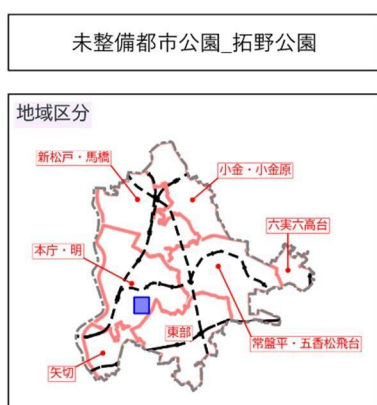 未整備都市公園_拓野公園
地域区分
新松戸・馬橋
小金・小金原
六実六高台
本庁・明
東部
常盤平・五香松飛台
矢切